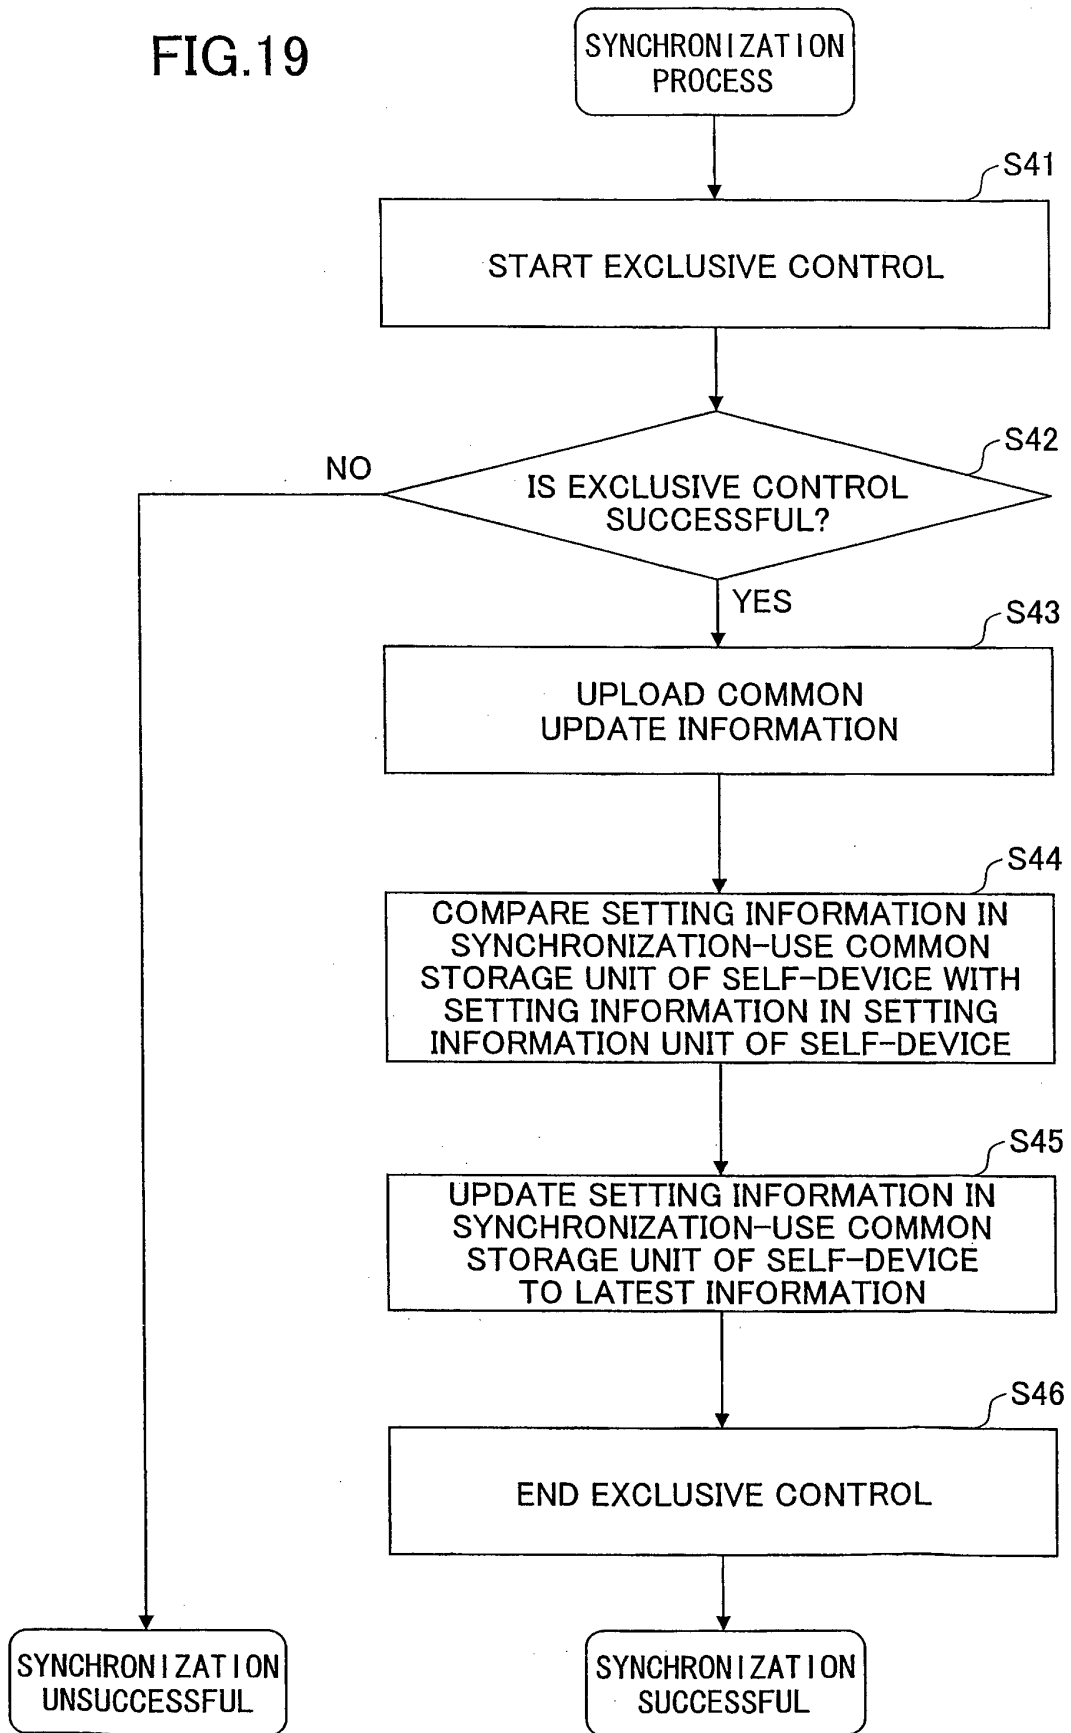 FIG.19
SYNCHRONIZATION
PROCESS
S41
START EXCLUSIVE CONTROL
S42
NO
IS EXCLUSIVE CONTROL
SUCCESSFUL?
YES
S43
UPLOAD COMMON
UPDATE INFORMATION
S44
COMPARE SETTING INFORMATION IN
SYNCHRONIZATION-USE COMMON
STORAGE UNIT OF SELF-DEVICE WITH
SETTING INFORMATION IN SETTING
INFORMATION UNIT OF SELF-DEVICE
S45
UPDATE SETTING INFORMATION IN
SYNCHRONIZATION-USE COMMON
STORAGE UNIT OF SELF-DEVICE
TO LATEST INFORMATION
S46
END EXCLUSIVE CONTROL
SYNCHRONIZATION
UNSUCCESSFUL
SYNCHRONIZATION
SUCCESSFUL